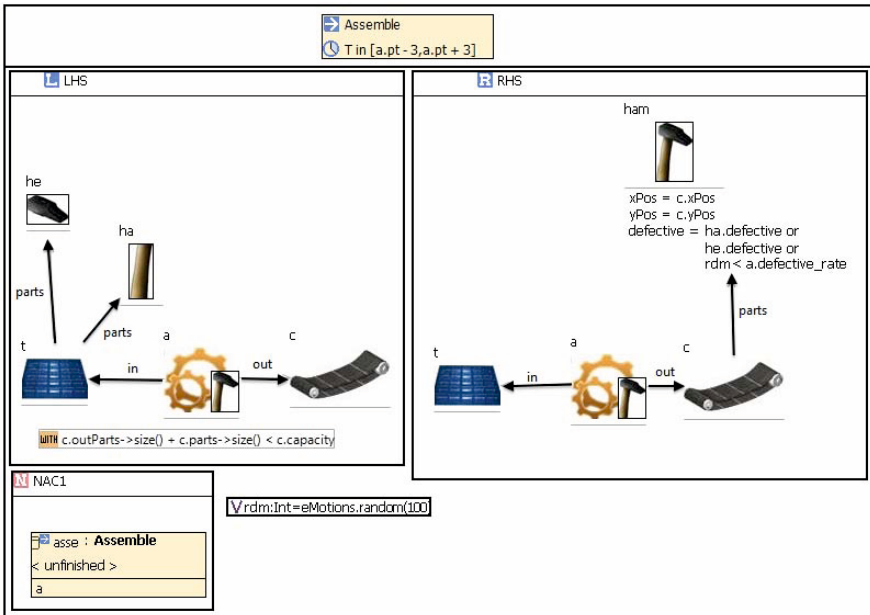 Assemble
T in [a.pt - 3,a.pt + 3]
L LHS
he
ha
parts
parts
t
a
c
in
out
WITH c.outParts->size() + c.parts->size() < c.capacity
R RHS
ham
xPos = c.xPos
yPos = c.yPos
defective = ha.defective or
he.defective or
rdm < a.defective_rate
parts
t
a
c
in
out
N NAC1
asse : Assemble
< unfinished >
a
V rdm:Int=eMotions.random(100)